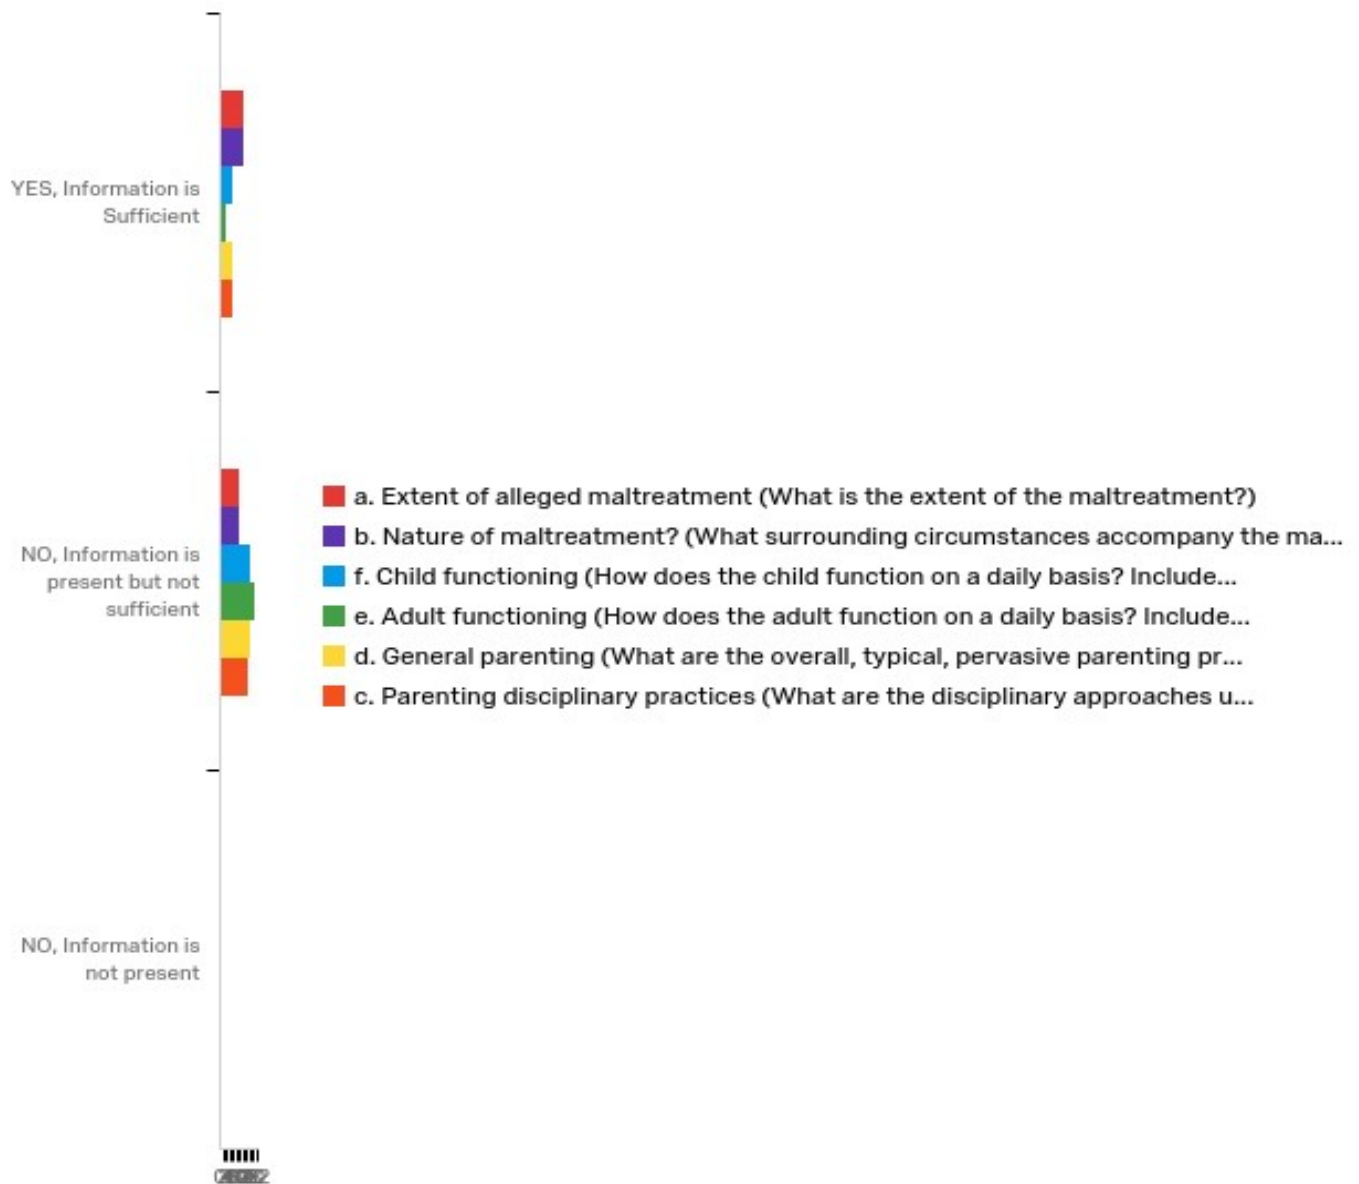 YES, Information is
Sufficient
NO, Information is
present but not
sufficient
a. Extent of alleged maltreatment (What is the extent of the maltreatment?)
b. Nature of maltreatment? (What surrounding circumstances accompany the ma...
f. Child functioning (How does the child function on a daily basis? Include...
e. Adult functioning (How does the adult function on a daily basis? Include...
d. General parenting (What are the overall, typical, pervasive parenting pr...
c. Parenting disciplinary practices (What are the disciplinary approaches u...
NO, Information is
not present